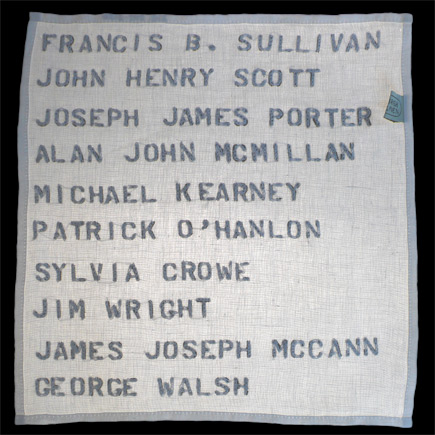 FRANCIS B. SULLIVAN
JOHN HENRY SCOTT
JOSEPH JAMES PORTER
ALAN JOHN MCMILLAN
MICHAEL KEARNEY
PATRICK O'HANLON
SYLVIA CROWE
JIM WRIGHT
JAMES JOSEPH MCCANN
GEORGE WALSH